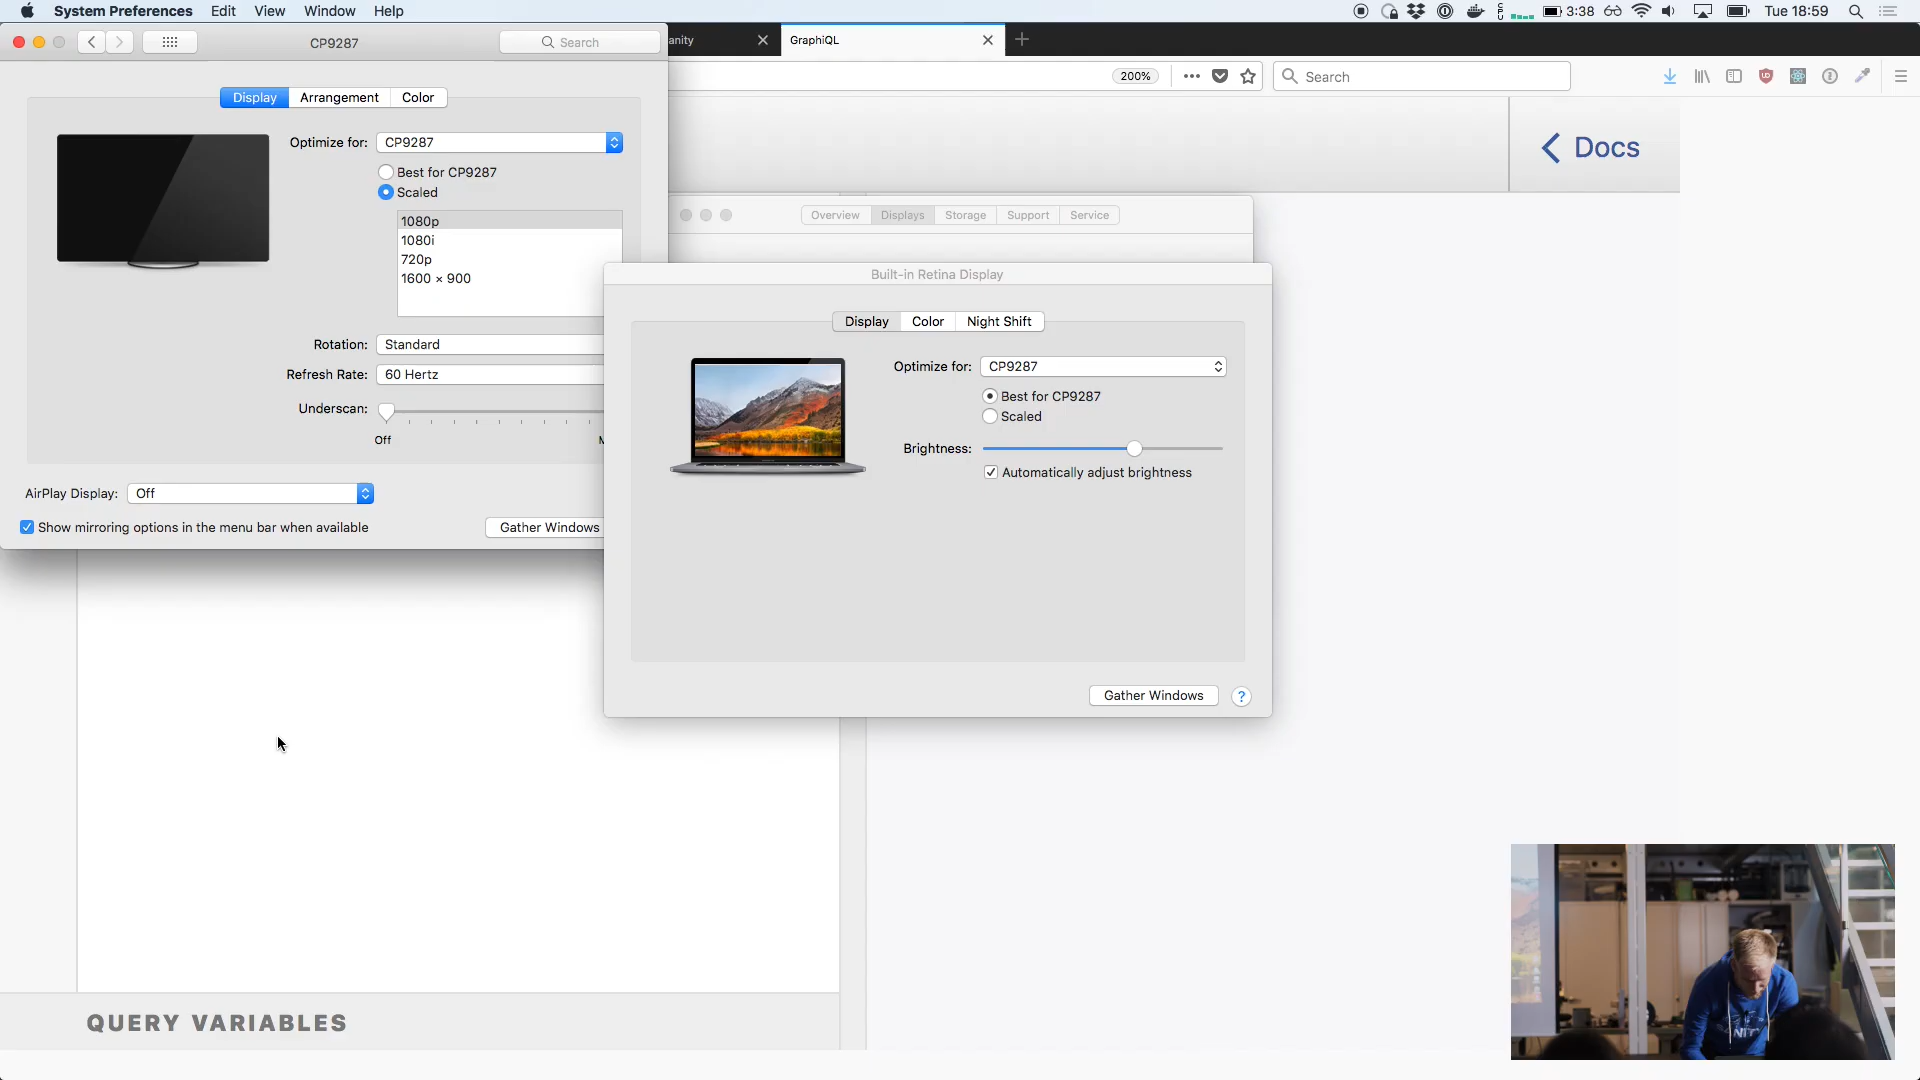 System Preferences Edit View Window Help
3:38
Tue 18:59
CP9287
Search
anity
GraphiQL
200%
Search
Display Arrangement Color
Optimize for: CP9287
Best for CP9287
Scaled
1080p
1080i
720p
1600 × 900
Rotation: Standard
Refresh Rate: 60 Hertz
Underscan:
Off
AirPlay Display: Off
Show mirroring options in the menu bar when available
Gather Windows
Docs
Overview Displays Storage Support Service
Built-in Retina Display
Display Color Night Shift
Optimize for: CP9287
Best for CP9287
Scaled
Brightness:
Automatically adjust brightness
Gather Windows
?
QUERY VARIABLES